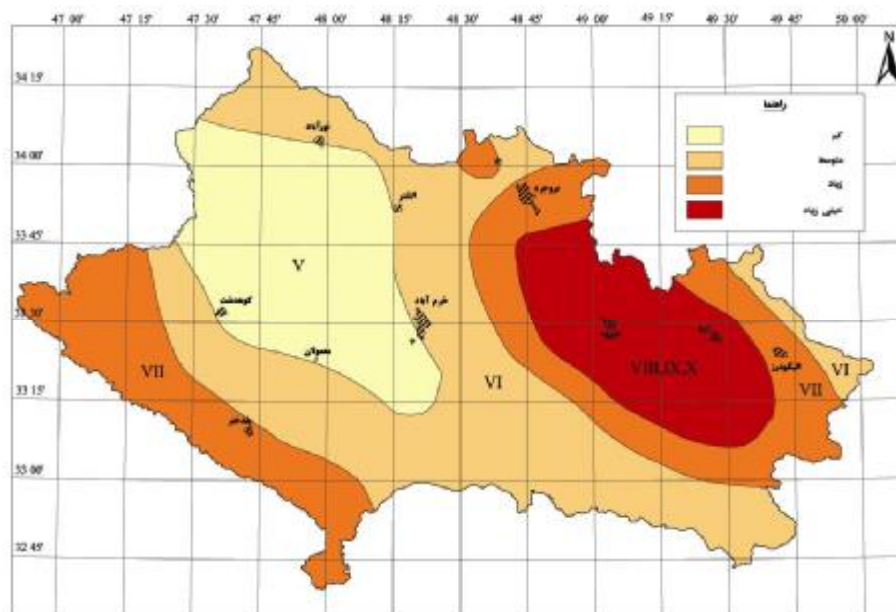 47 00 47 15' 47 30' 47 45' 48 00 48 15' 48 30' 48 45' 49 00 49 15' 49 30' 49 45' 50 00
N
34 15'
34 00
33 45'
33 30'
33 15'
33 00
32 45'
راهنما
کم
متوسط
زیاد
خیلی زیاد
نورآباد
الشتر
بروجرد
V
کوهدشت
خرم آباد
معمولان
VII
VI
VIII,IX,X
الیگودرز
VI
VII
پلدختر